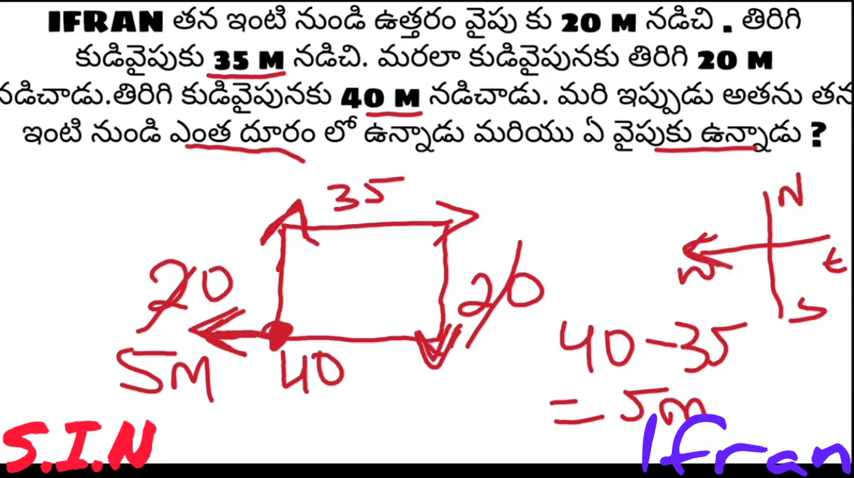 IFRAN తన ఇంటి నుండి ఉత్తరం వైపు కు 20 M నడిచి . తిరిగి
కుడివైపుకు 35 M నడిచి. మరలా కుడివైపునకు తిరిగి 20 M
నడిచాడు.తిరిగి కుడివైపునకు 40 M నడిచాడు. మరి ఇప్పుడు అతను తన
ఇంటి నుండి ఎంత దూరం లో ఉన్నాడు మరియు ఏ వైపుకు ఉన్నాడు ?
35
N
20
20
W
E
S
5M
40
40-35
=5m
S.I.N
Ifran